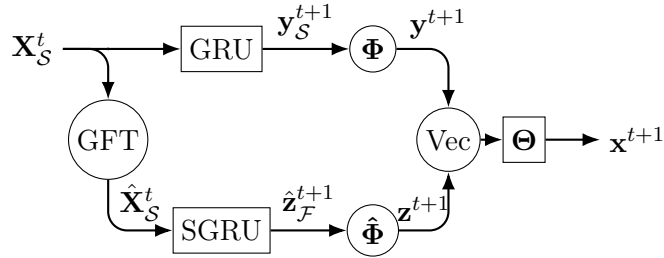 𝐗_𝒮^t GRU 𝐲_𝒮^{t+1} 𝚽 𝐲^{t+1}
GFT Vec 𝚯 𝐱^{t+1}
𝐗̂_𝒮^t SGRU 𝐳̂_ℱ^{t+1} 𝚽̂ 𝐳^{t+1}